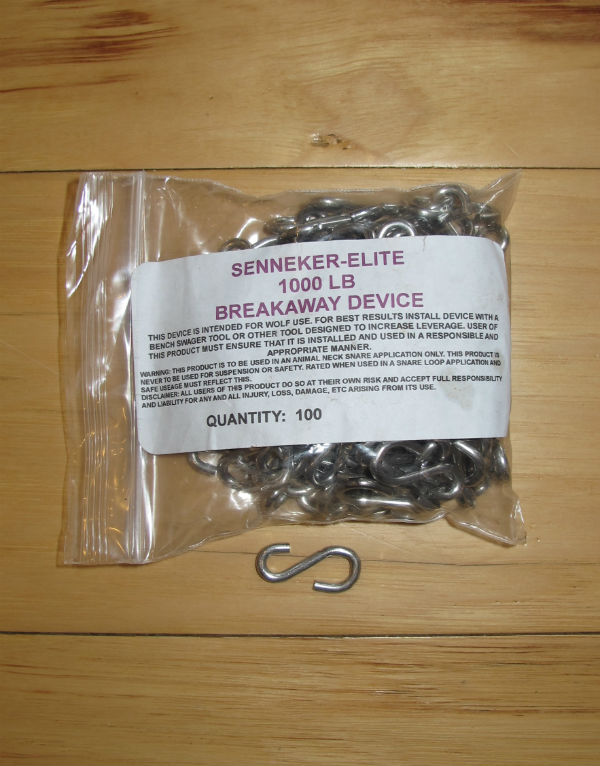 SENNEKER-ELITE
1000 LB
BREAKAWAY DEVICE
THIS DEVICE IS INTENDED FOR WOLF USE. FOR BEST RESULTS INSTALL DEVICE WITH A
BENCH SWAGER TOOL OR OTHER TOOL DESIGNED TO INCREASE LEVERAGE. USER OF
THIS PRODUCT MUST ENSURE THAT IT IS INSTALLED AND USED IN A RESPONSIBLE AND
APPROPRIATE MANNER.
WARNING: THIS PRODUCT IS TO BE USED IN AN ANIMAL NECK SNARE APPLICATION ONLY. THIS PRODUCT IS
NEVER TO BE USED FOR SUSPENSION OR SAFETY. RATED WHEN USED IN A SNARE LOOP APPLICATION AND
SAFE USEAGE MUST REFLECT THIS.
DISCLAIMER: ALL USERS OF THIS PRODUCT DO SO AT THEIR OWN RISK AND ACCEPT FULL RESPONSIBILITY
AND LIABILITY FOR ANY AND ALL INJURY, LOSS, DAMAGE, ETC ARISING FROM ITS USE.
QUANTITY: 100